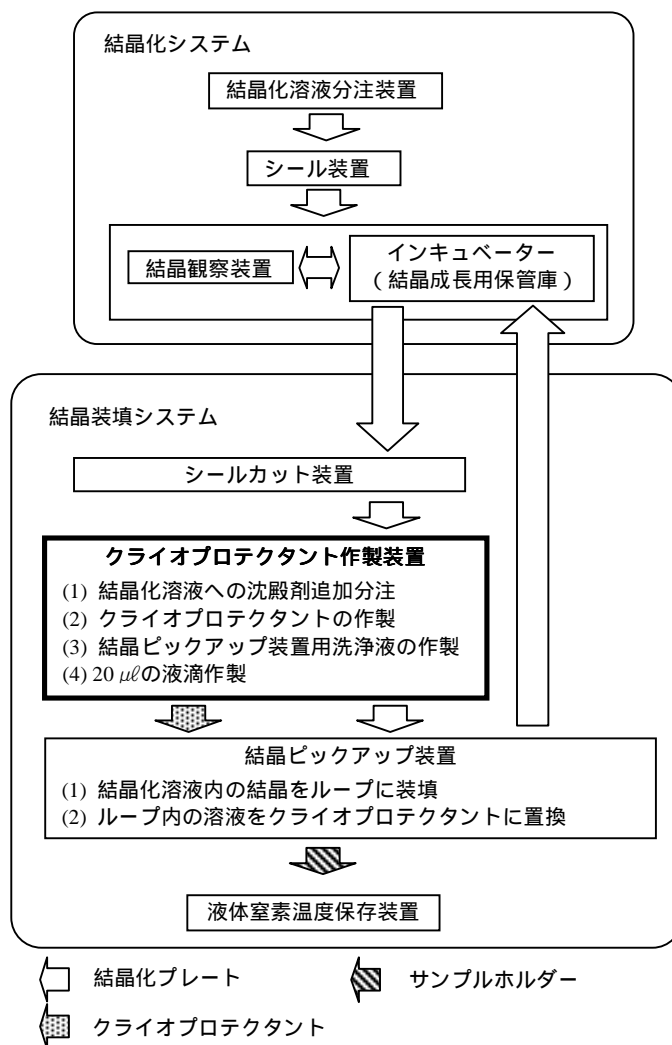 結晶化システム
結晶化溶液分注装置
シール装置
結晶観察装置
インキュベーター
(結晶成長用保管庫)
結晶装填システム
シールカット装置
クライオプロテクタント作製装置
(1) 結晶化溶液への沈殿剤追加分注
(2) クライオプロテクタントの作製
(3) 結晶ピックアップ装置用洗浄液の作製
(4) 20 μℓの液滴作製
結晶ピックアップ装置
(1) 結晶化溶液内の結晶をループに装填
(2) ループ内の溶液をクライオプロテクタントに置換
液体窒素温度保存装置
結晶化プレート
サンプルホルダー
クライオプロテクタント